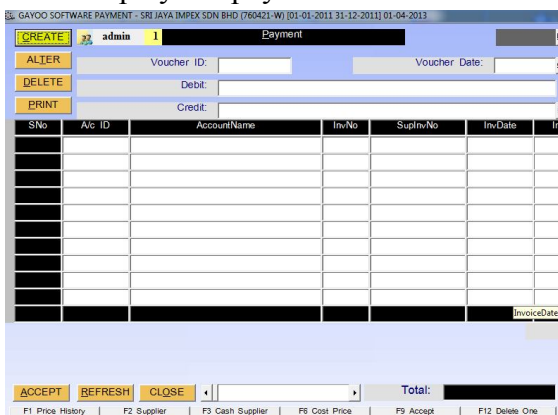 GAYOO SOFTWARE PAYMENT - SRI JAYA IMPEX SDN BHD (760421-W) [01-01-2011 31-12-2011] 01-04-2013
CREATE admin 1 Payment
ALTER Voucher ID: Voucher Date:
DELETE Debit:
PRINT Credit:
SNo A/c ID AccountName InvNo SupInvNo InvDate
InvoiceDate
ACCEPT REFRESH CLOSE Total:
F1 Price History | F2 Supplier | F3 Cash Supplier | F6 Cost Price | F9 Accept | F12 Delete One